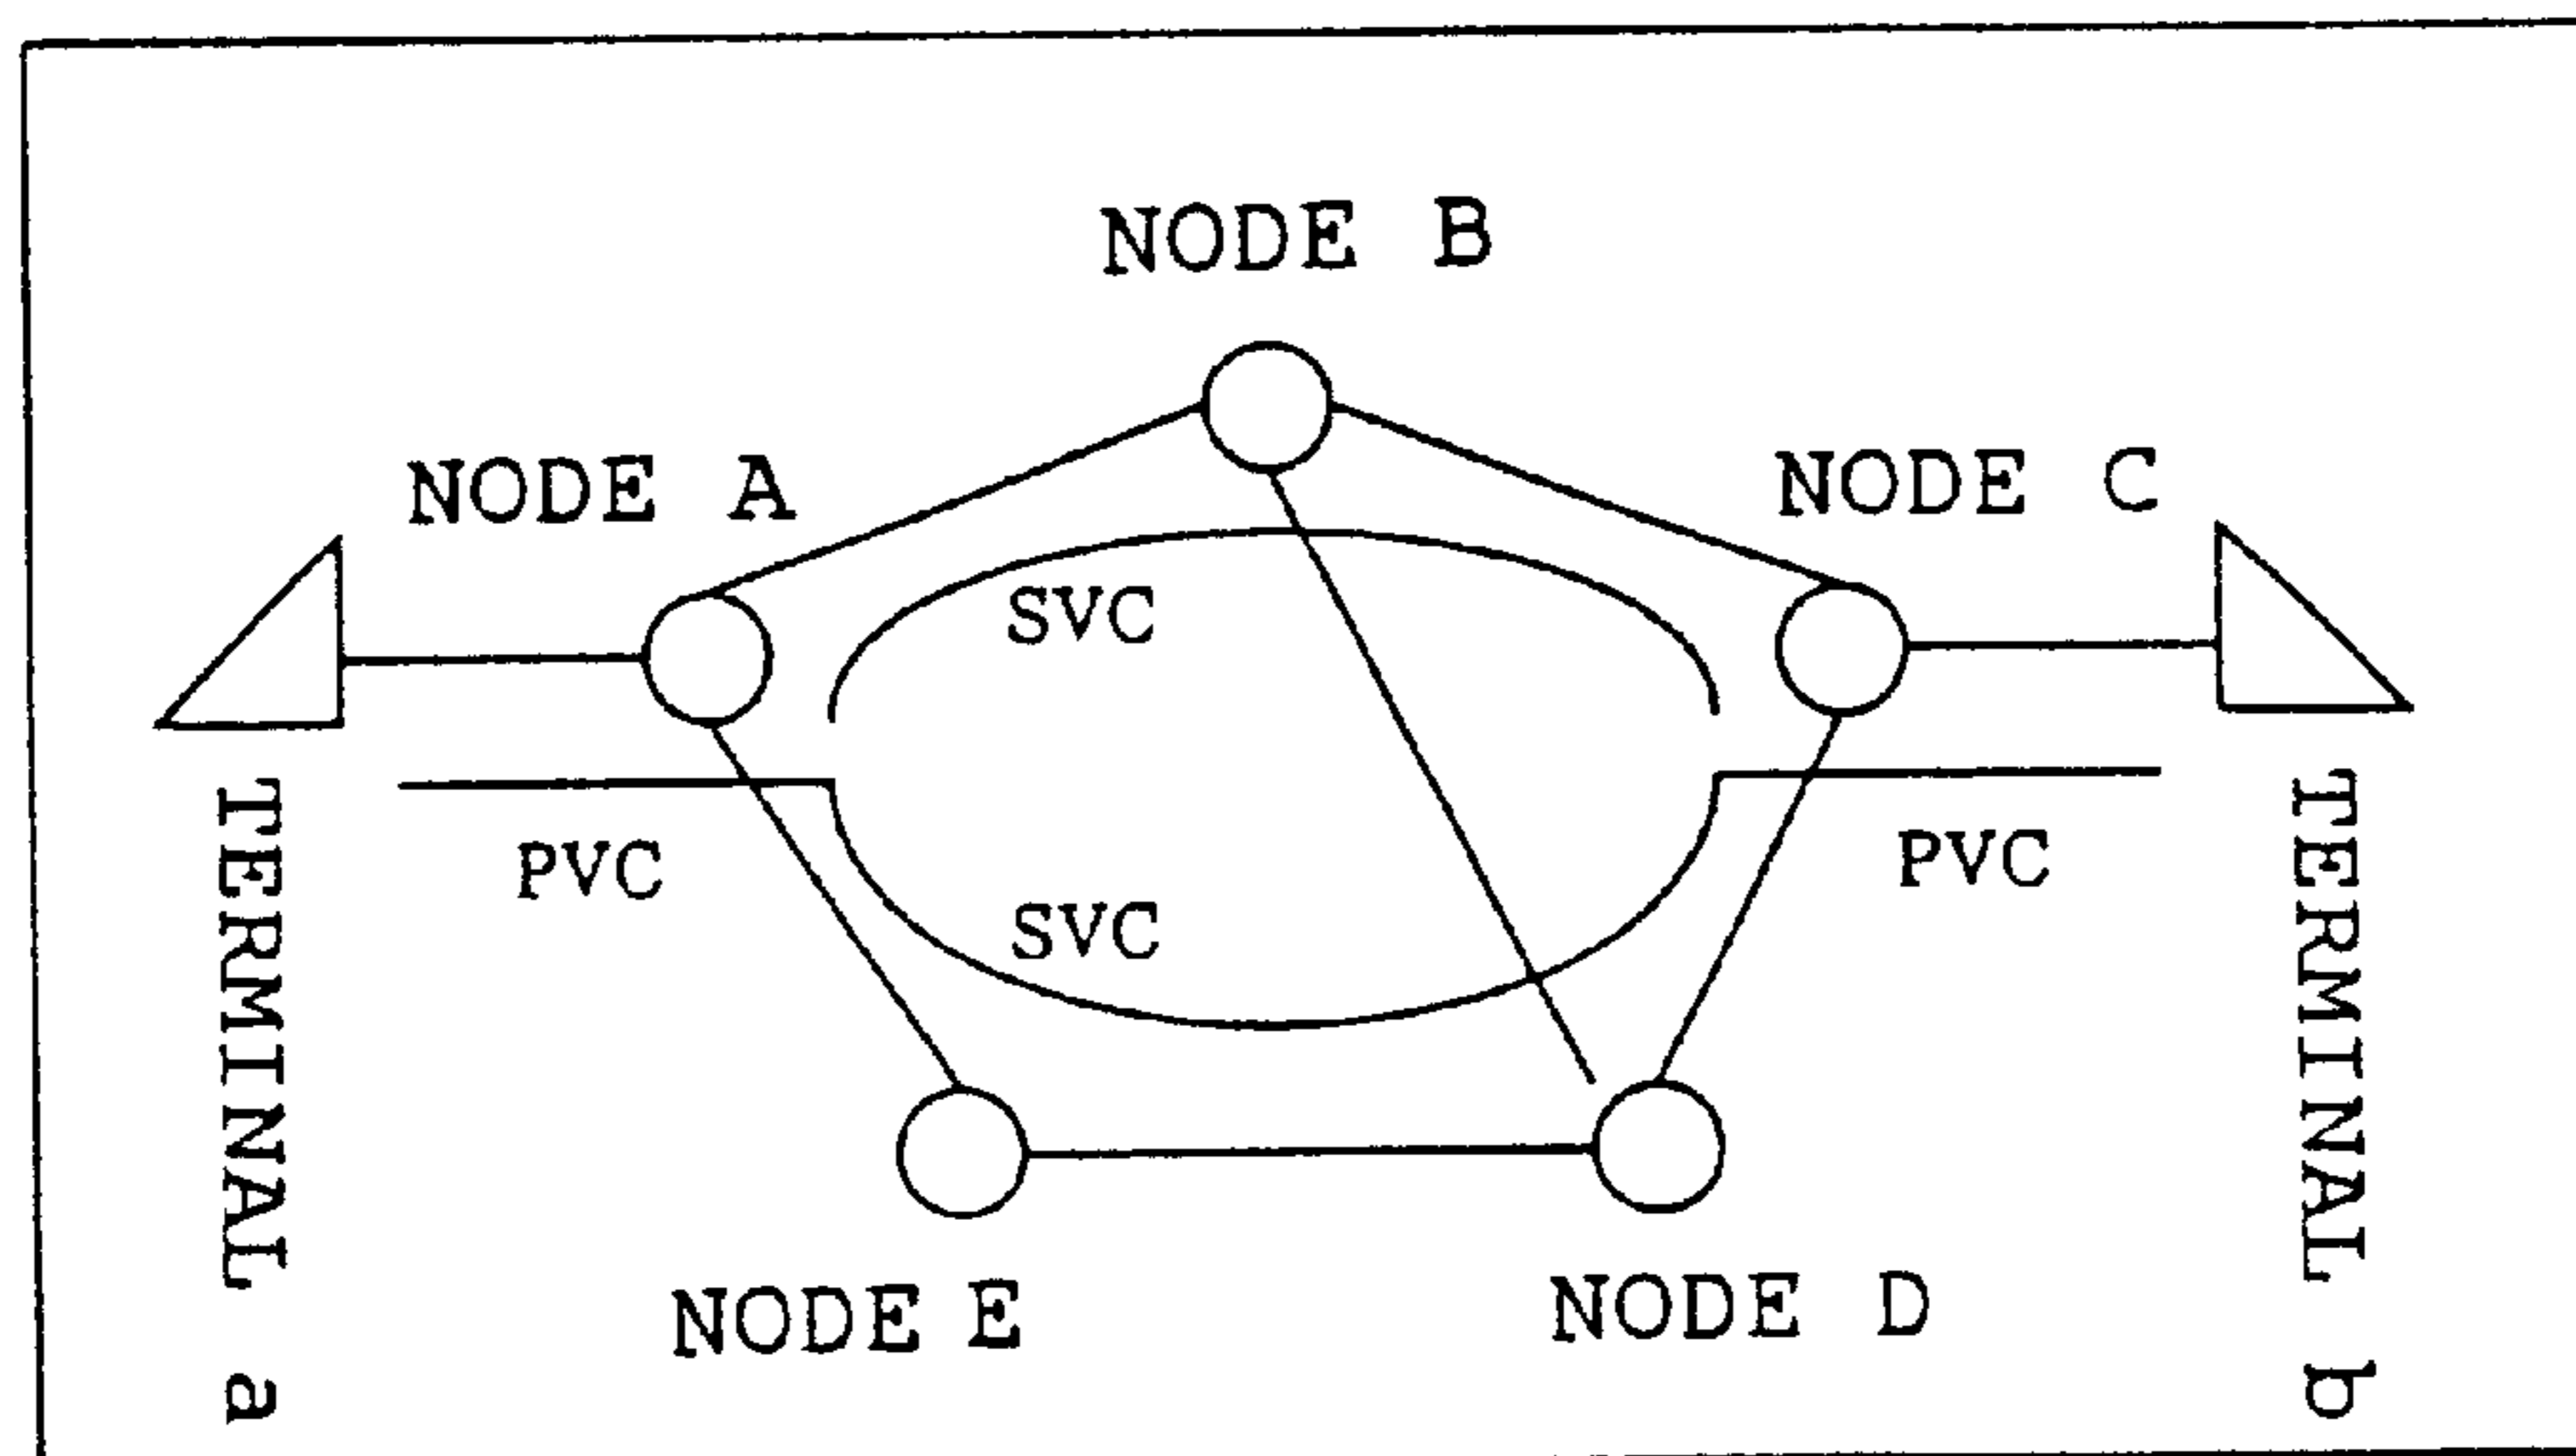 NODE B
NODE A
NODE C
SVC
PVC
PVC
SVC
NODE E
NODE D
TERMINAL a
TERMINAL b